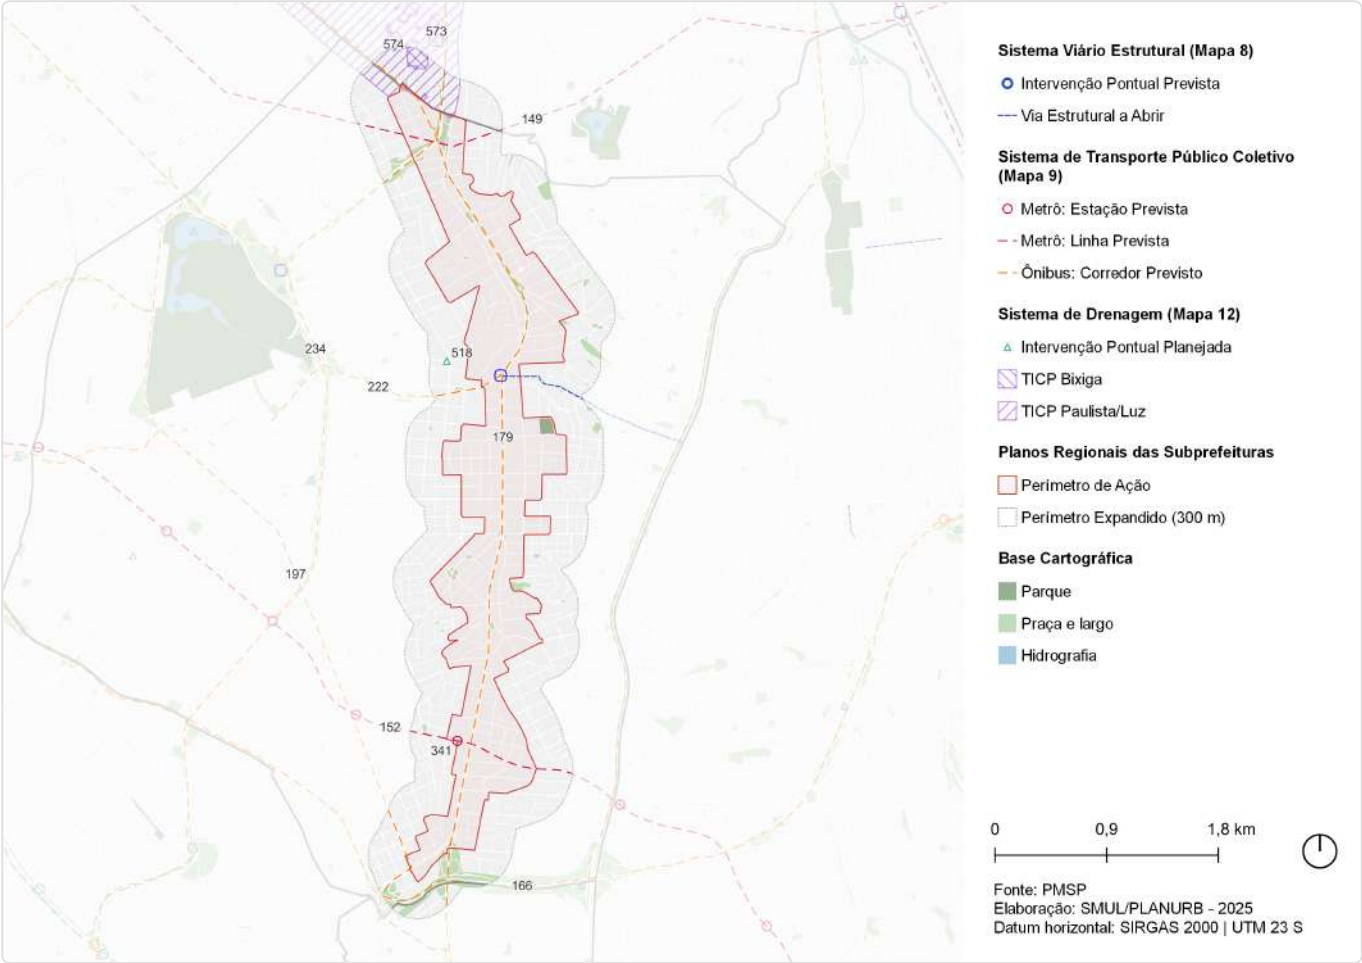 573
574
149
234
518
222
179
197
152
341
166
Sistema Viário Estrutural (Mapa 8)
Intervenção Pontual Prevista
Via Estrutural a Abrir
Sistema de Transporte Público Coletivo
(Mapa 9)
Metrô: Estação Prevista
Metrô: Linha Prevista
Ônibus: Corredor Previsto
Sistema de Drenagem (Mapa 12)
Intervenção Pontual Planejada
TICP Bixiga
TICP Paulista/Luz
Planos Regionais das Subprefeituras
Perímetro de Ação
Perímetro Expandido (300 m)
Base Cartográfica
Parque
Praça e largo
Hidrografia
0 0,9 1,8 km
Fonte: PMSP
Elaboração: SMUL/PLANURB - 2025
Datum horizontal: SIRGAS 2000 | UTM 23 S